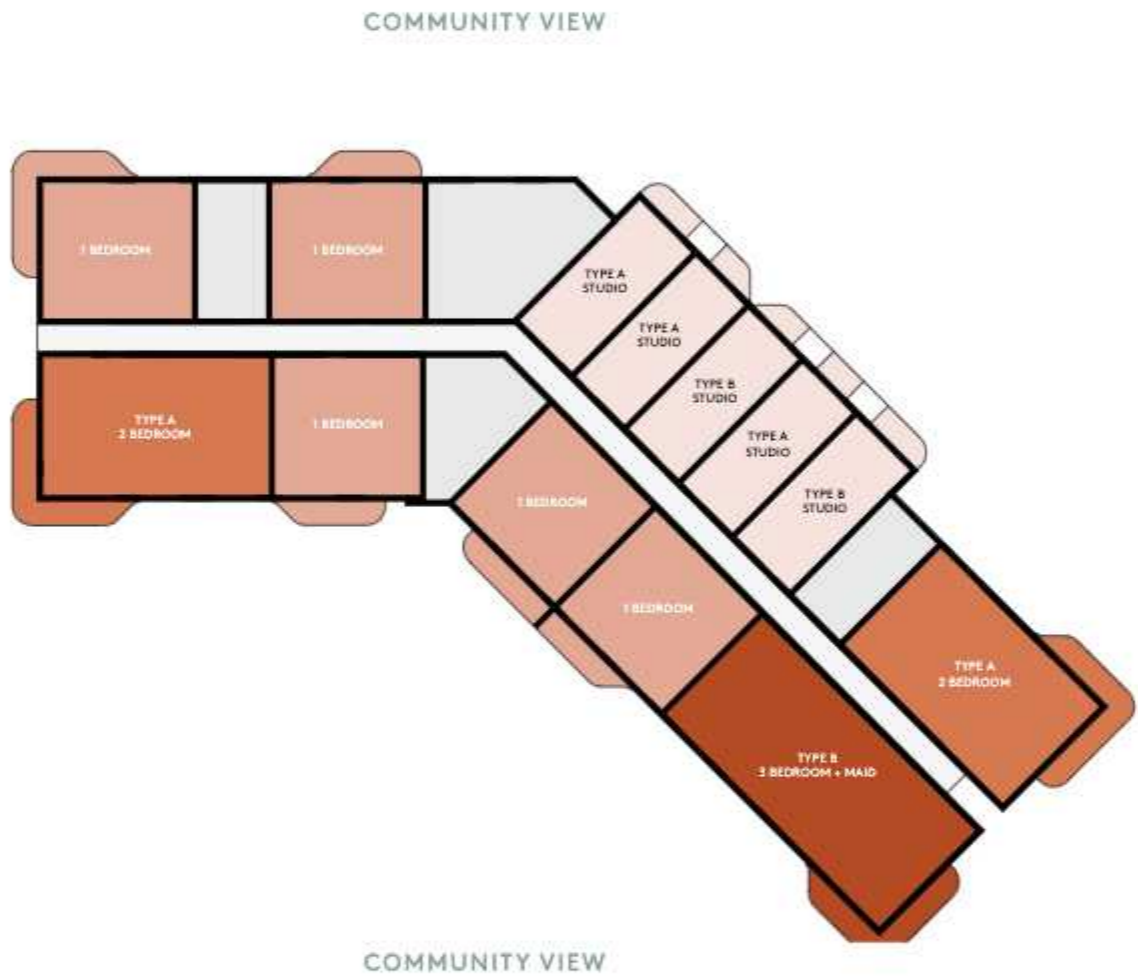 COMMUNITY VIEW
1 BEDROOM
1 BEDROOM
TYPE A
STUDIO
TYPE A
STUDIO
TYPE B
STUDIO
TYPE A
STUDIO
TYPE B
STUDIO
TYPE A
2 BEDROOM
1 BEDROOM
1 BEDROOM
1 BEDROOM
TYPE A
2 BEDROOM
TYPE B
3 BEDROOM + MAID
COMMUNITY VIEW